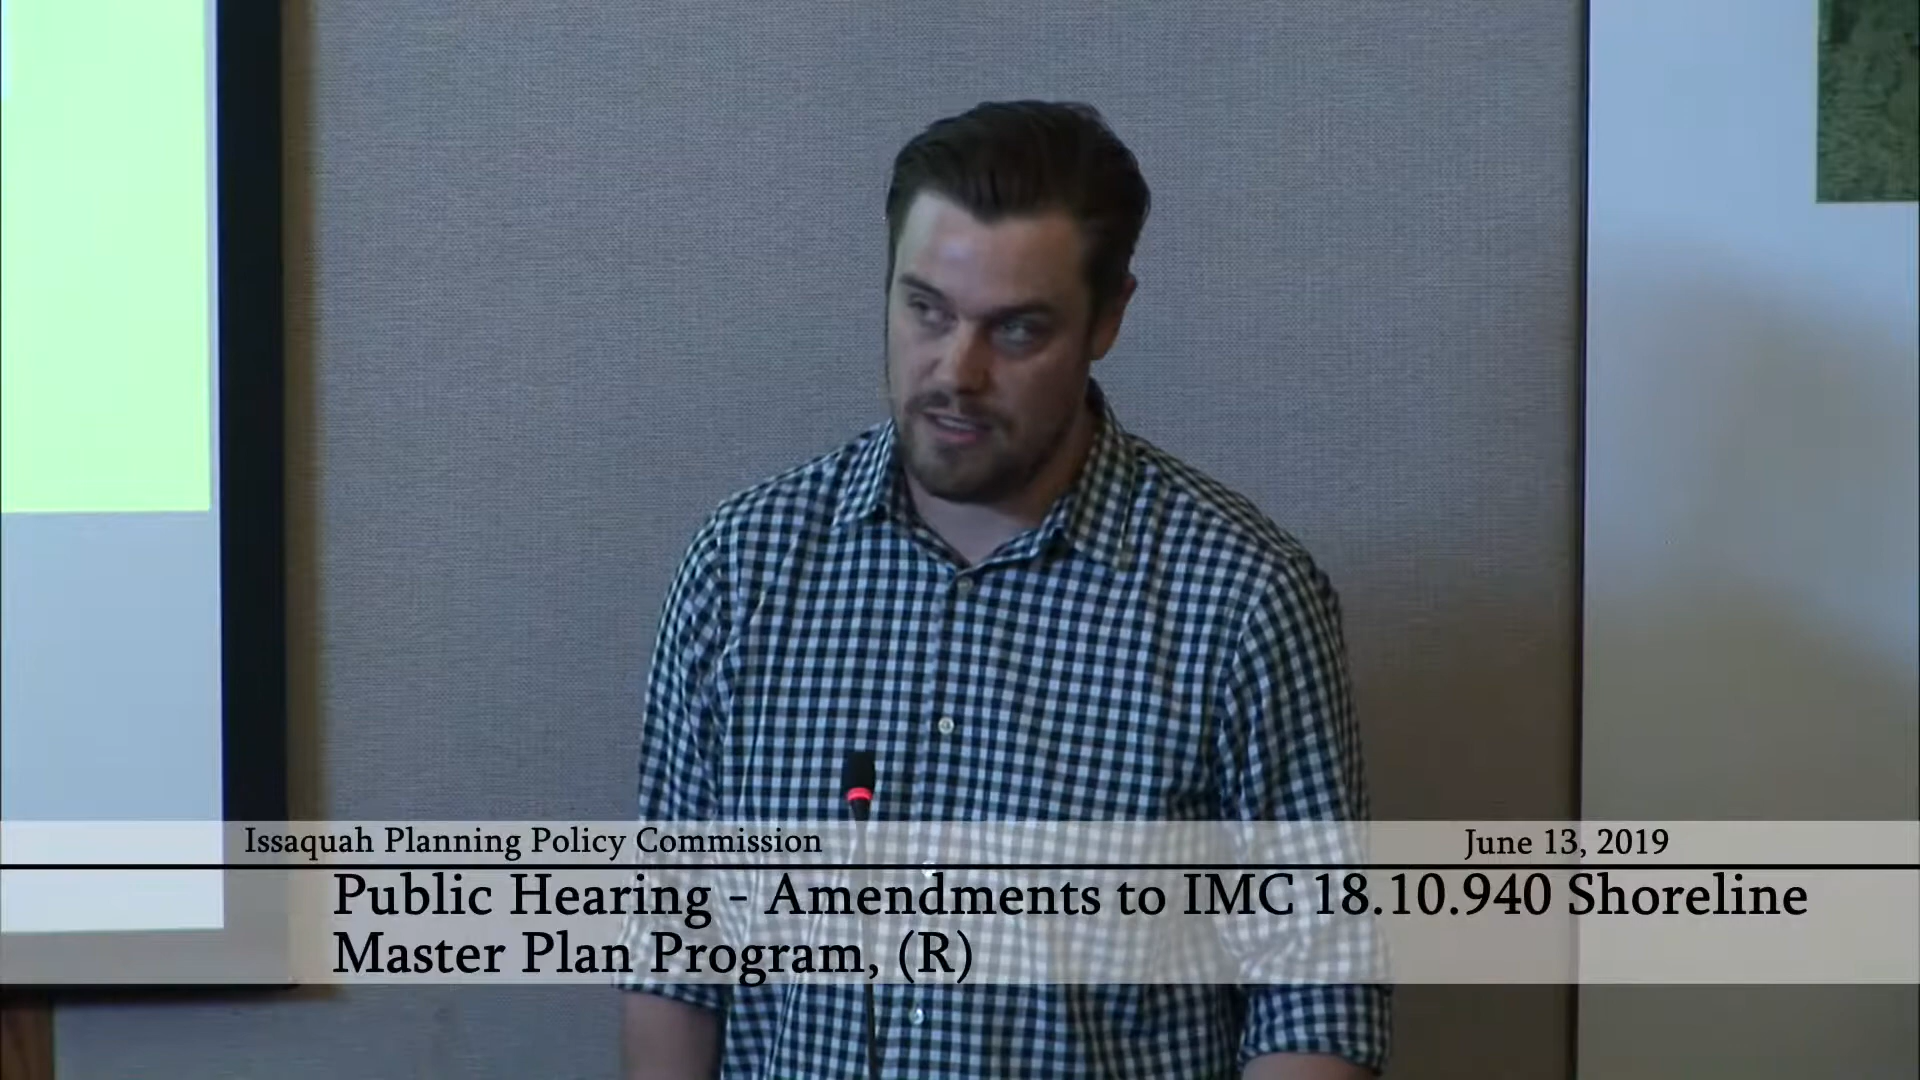 Issaquah Planning Policy Commission
June 13, 2019
Public Hearing - Amendments to IMC 18.10.940 Shoreline
Master Plan Program, (R)